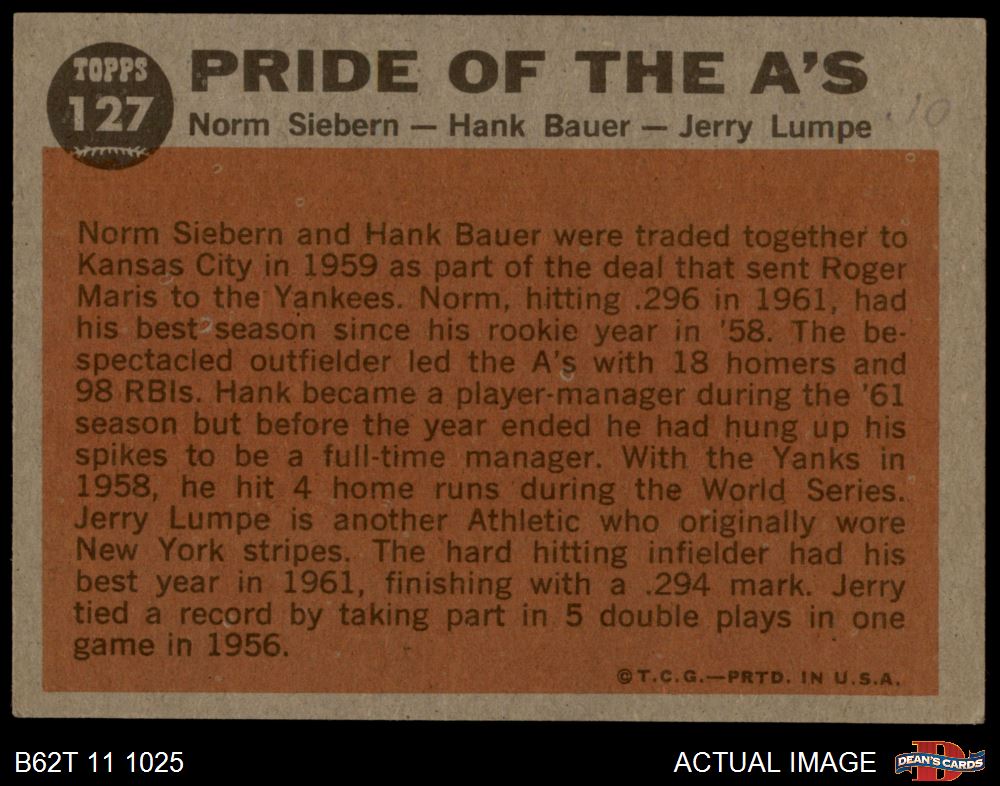 TOPPS
127
PRIDE OF THE A'S
Norm Siebern — Hank Bauer — Jerry Lumpe
10
Norm Siebern and Hank Bauer were traded together to
Kansas City in 1959 as part of the deal that sent Roger
Maris to the Yankees. Norm, hitting .296 in 1961, had
his best season since his rookie year in '58. The be-
spectacled outfielder led the A's with 18 homers and
98 RBIs. Hank became a player-manager during the '61
season but before the year ended he had hung up his
spikes to be a full-time manager. With the Yanks in
1958, he hit 4 home runs during the World Series.
Jerry Lumpe is another Athletic who originally wore
New York stripes. The hard hitting infielder had his
best year in 1961, finishing with a .294 mark. Jerry
tied a record by taking part in 5 double plays in one
game in 1956.
©T.C.G.—PRTD. IN U.S.A.
B62T 11 1025
ACTUAL IMAGE
D
DEAN'S CARDS